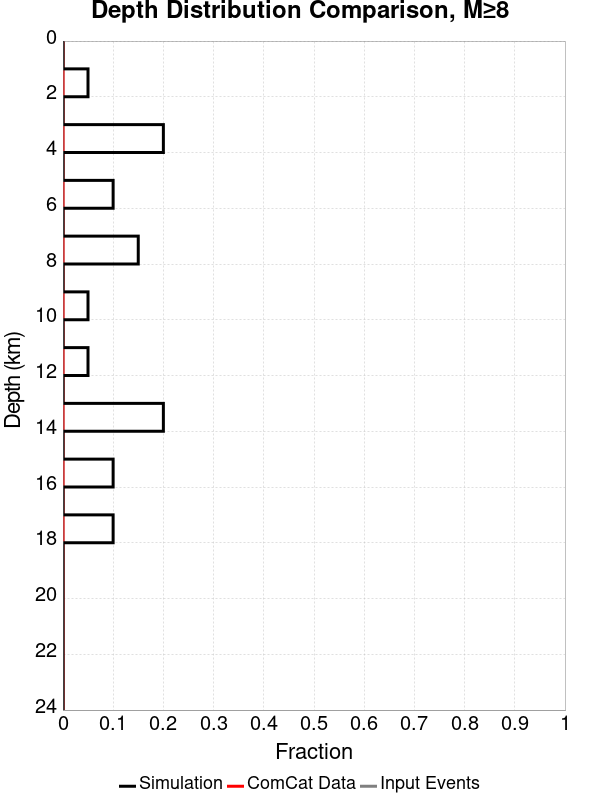 Depth Distribution Comparison, M≥8
0
2
4
6
8
10
12
14
16
18
20
22
24
Depth (km)
0 0.1 0.2 0.3 0.4 0.5 0.6 0.7 0.8 0.9 1
Fraction
Simulation ComCat Data Input Events